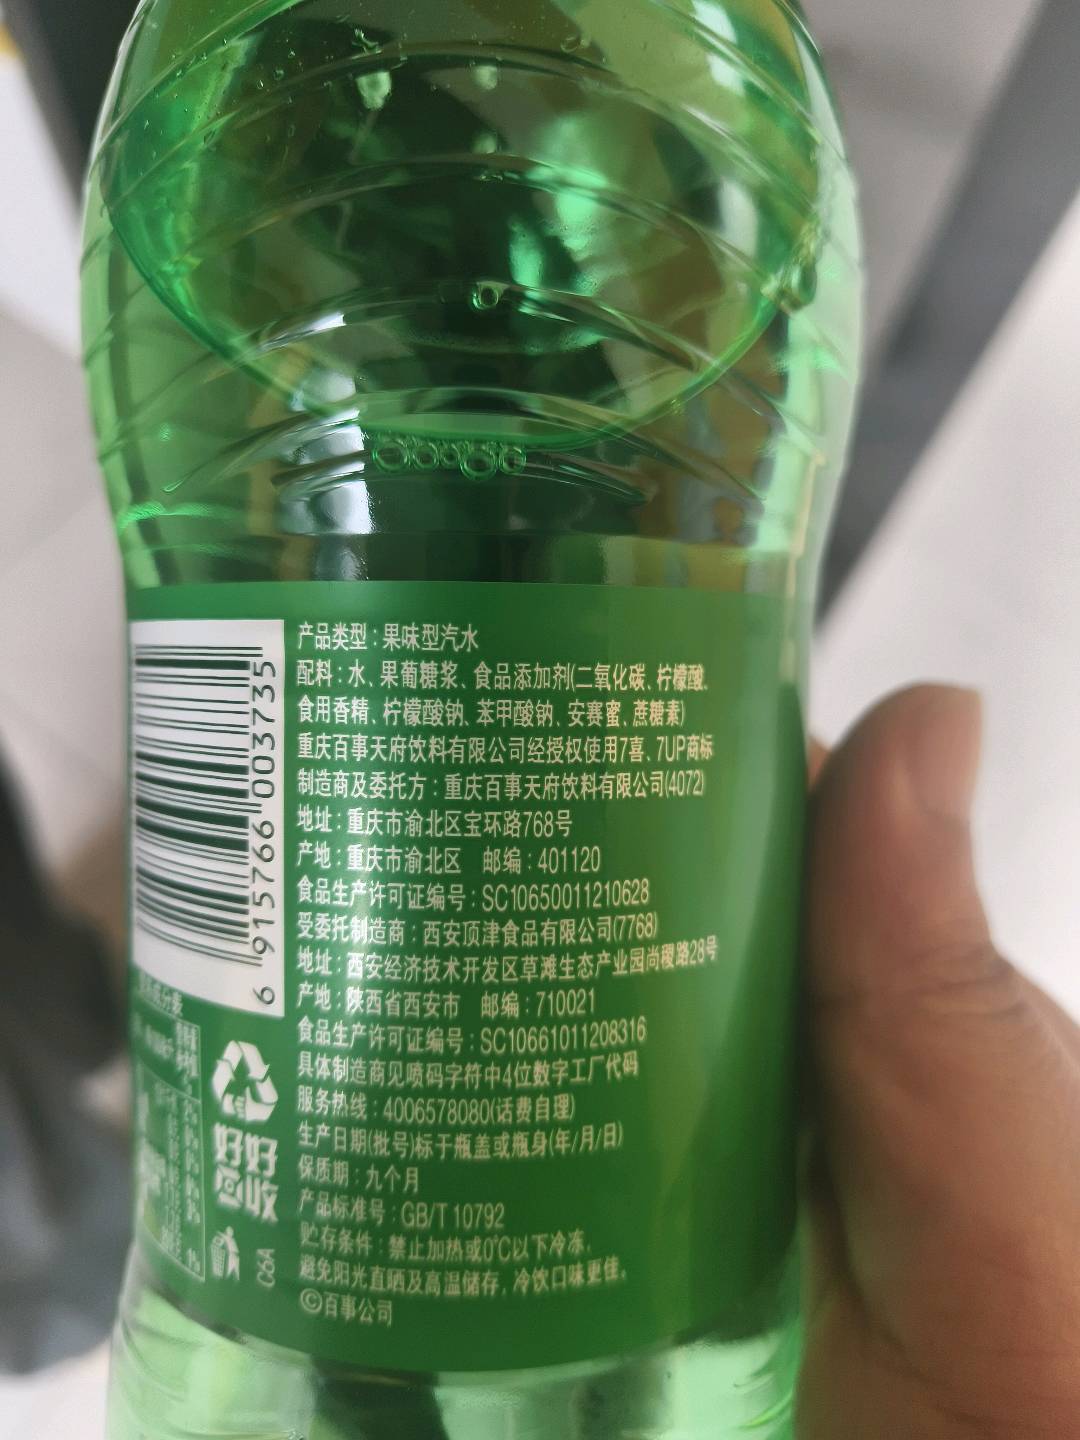 产品类型：果味型汽水
配料：水、果葡糖浆、食品添加剂(二氧化碳、柠檬酸、
食用香精、柠檬酸钠、苯甲酸钠、安赛蜜、蔗糖素)
重庆百事天府饮料有限公司经授权使用7喜、7UP商标
制造商及委托方：重庆百事天府饮料有限公司(4072)
地址：重庆市渝北区宝环路768号
产地：重庆市渝北区 邮编：401120
食品生产许可证编号：SC10650011210628
受委托制造商：西安顶津食品有限公司(7768)
地址：西安经济技术开发区草滩生态产业园尚稷路28号
产地：陕西省西安市 邮编：710021
食品生产许可证编号：SC10661011208316
具体制造商见喷码字符中4位数字工厂代码
服务热线：4006578080(话费自理)
生产日期(批号)标于瓶盖或瓶身(年/月/日)
保质期：九个月
产品标准号：GB/T 10792
贮存条件：禁止加热或0℃以下冷冻，
避免阳光直晒及高温储存，冷饮口味更佳。
©百事公司
6 915766 003735
好好
回收